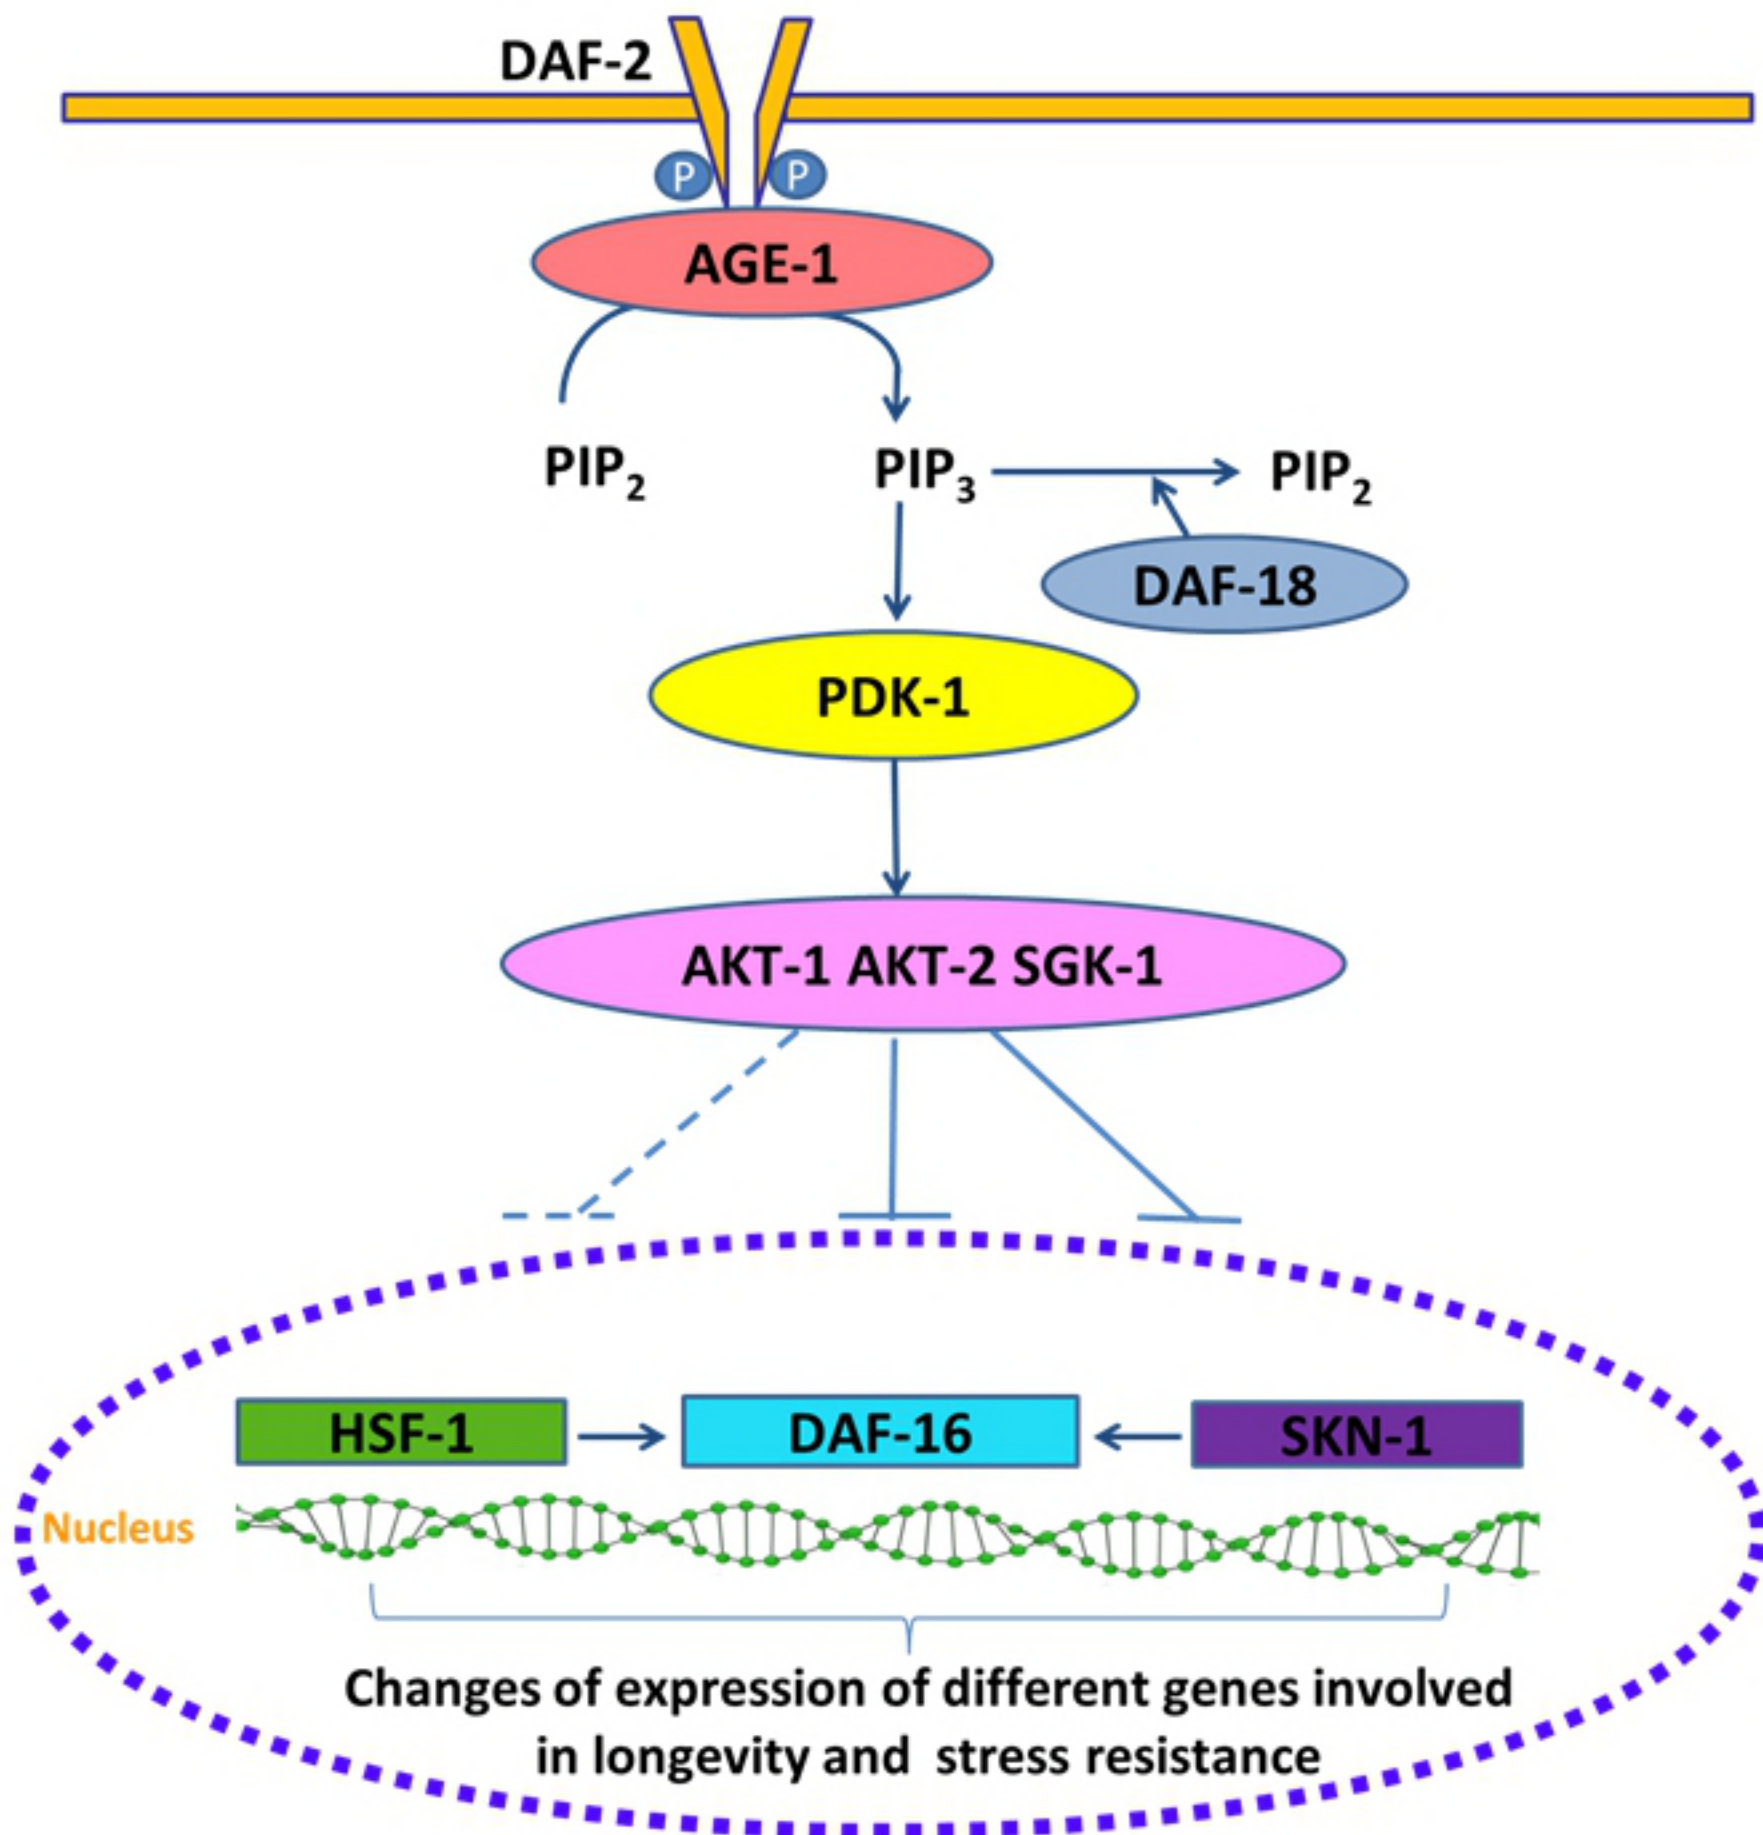 DAF-2
P P
AGE-1
PIP₂ PIP₃ PIP₂
DAF-18
PDK-1
AKT-1 AKT-2 SGK-1
HSF-1 DAF-16 SKN-1
Nucleus
Changes of expression of different genes involved
in longevity and stress resistance